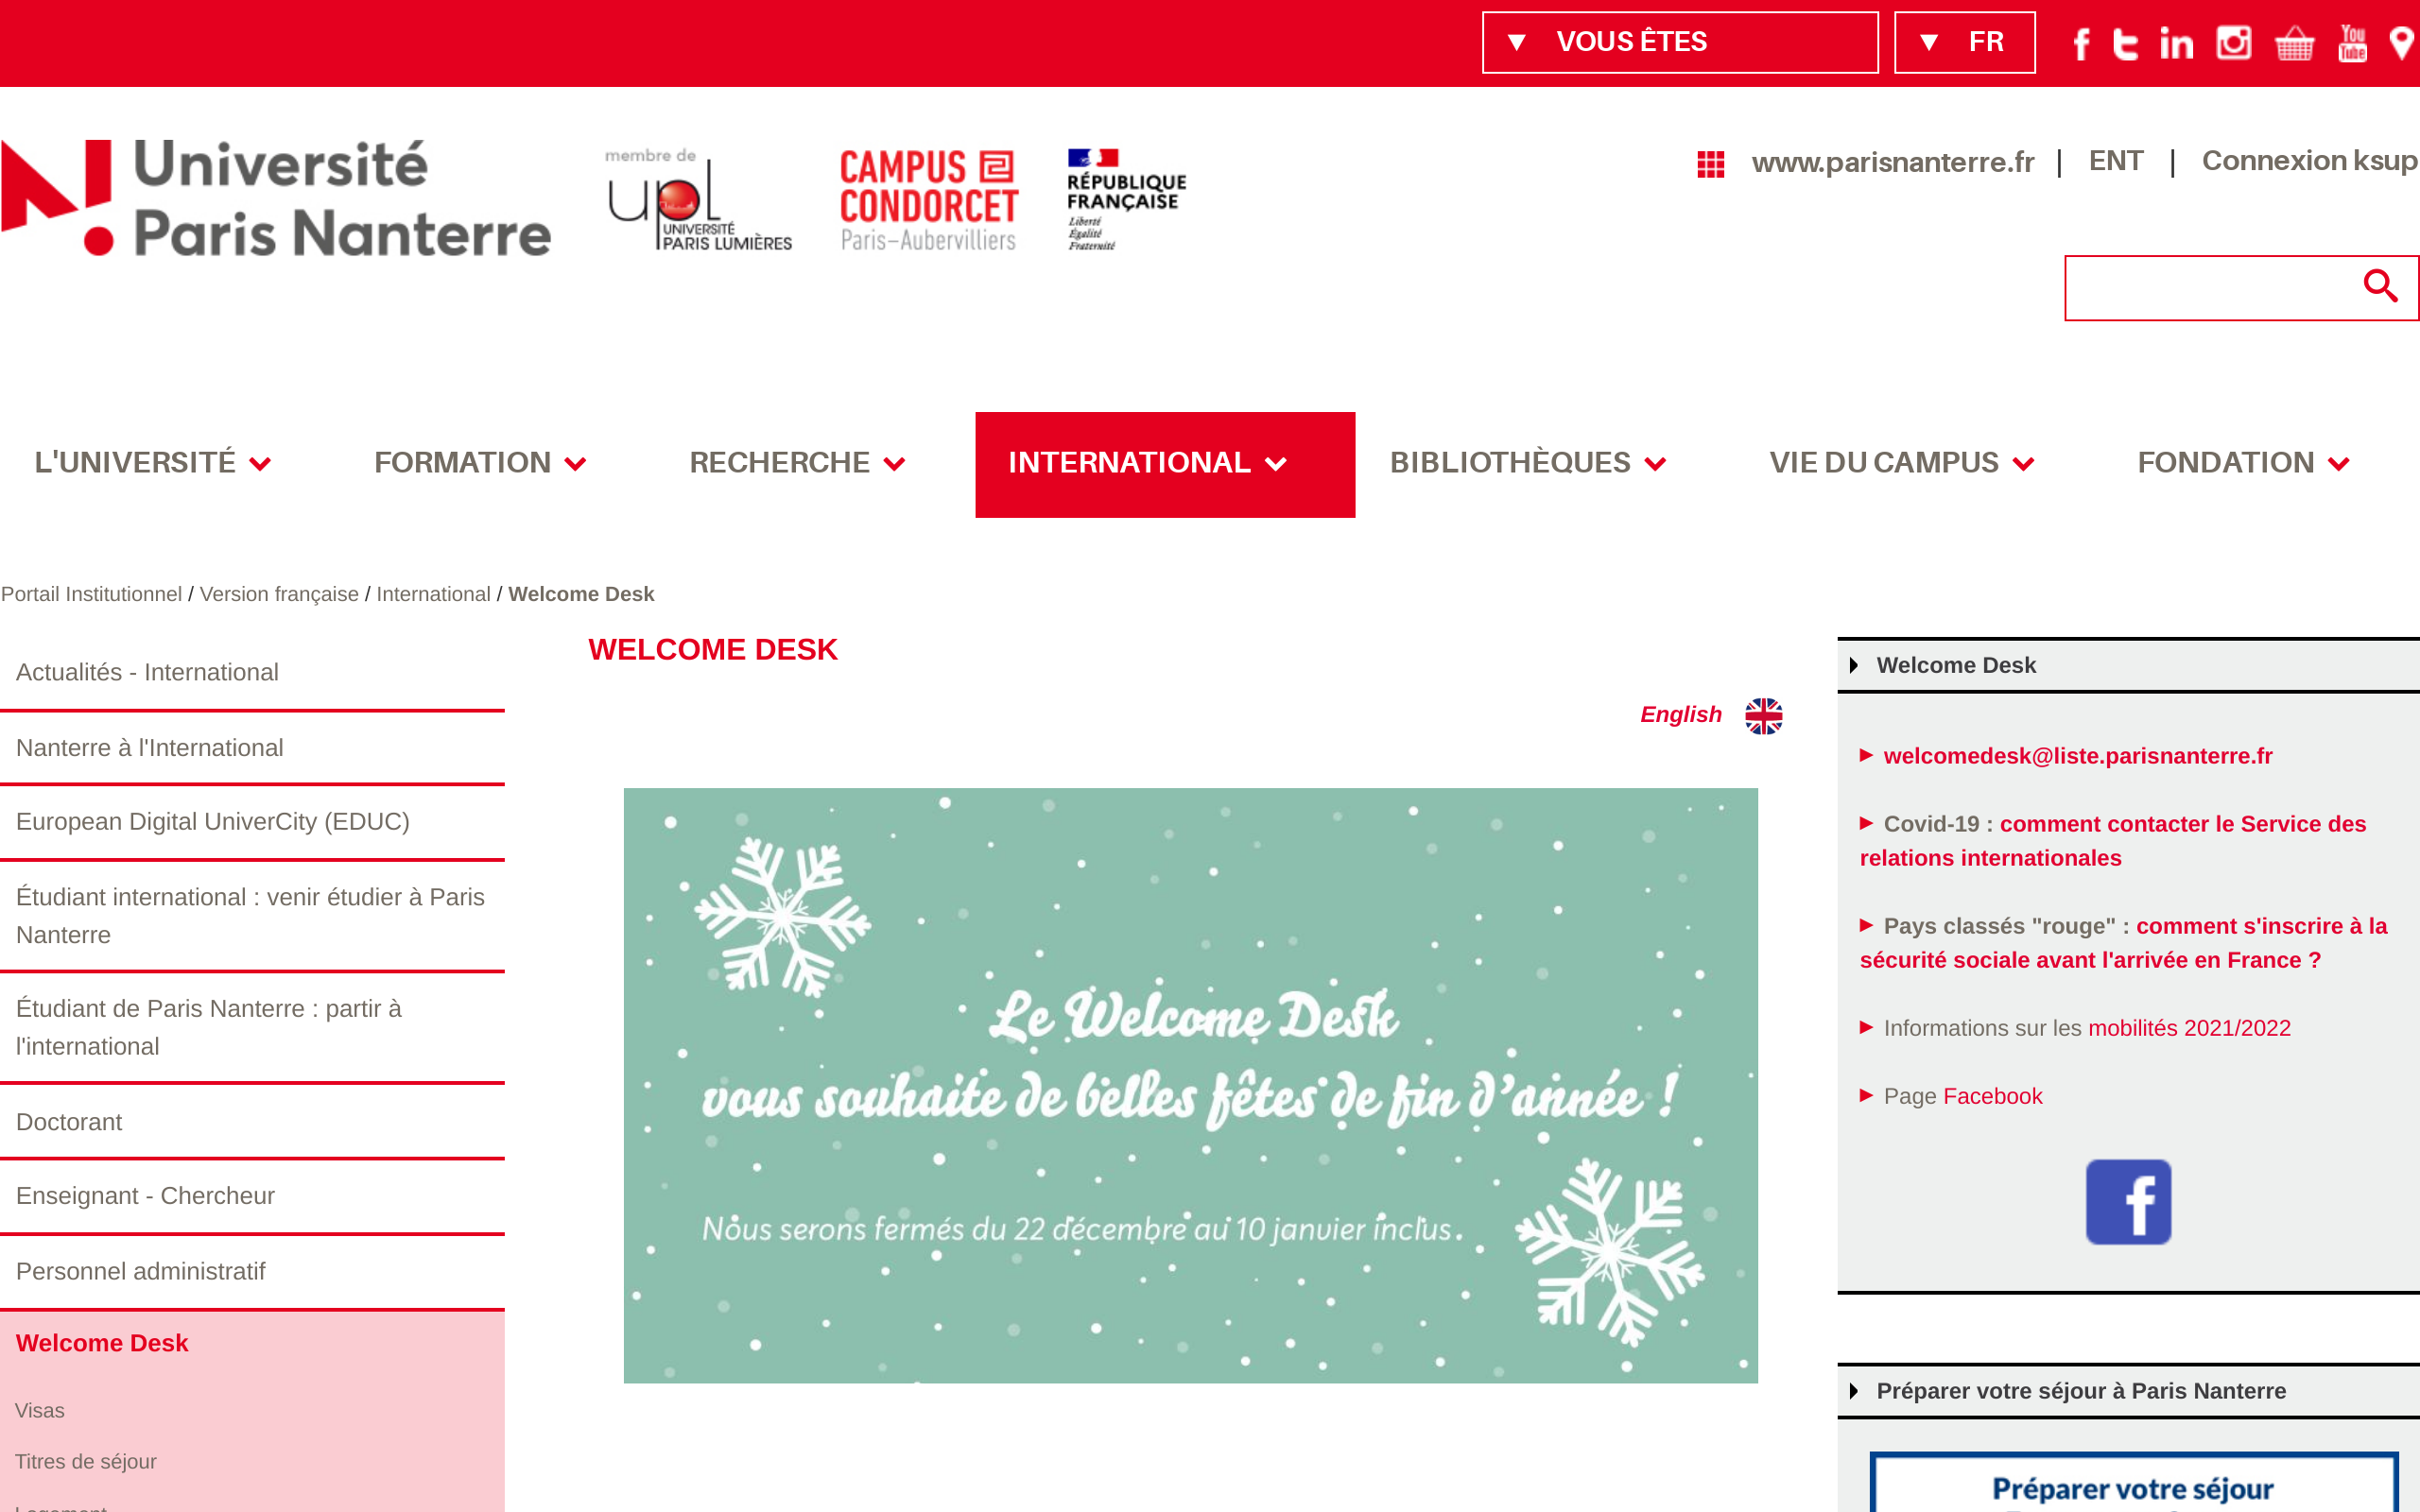 VOUS ÊTES
FR
You
Tube
Université
Paris Nanterre
membre de
upl
UNIVERSITÉ
PARIS LUMIÈRES
CAMPUS
CONDORCET
Paris–Aubervilliers
RÉPUBLIQUE
FRANÇAISE
Liberté
Égalité
Fraternité
www.parisnanterre.fr | ENT | Connexion ksup
L'UNIVERSITÉ
FORMATION
RECHERCHE
INTERNATIONAL
BIBLIOTHÈQUES
VIE DU CAMPUS
FONDATION
Portail Institutionnel / Version française / International / Welcome Desk
Actualités - International
Nanterre à l'International
European Digital UniverCity (EDUC)
Étudiant international : venir étudier à Paris
Nanterre
Étudiant de Paris Nanterre : partir à
l'international
Doctorant
Enseignant - Chercheur
Personnel administratif
Welcome Desk
Visas
Titres de séjour
Logement
WELCOME DESK
English
Le Welcome Desk
vous souhaite de belles fêtes de fin d’année !
Nous serons fermés du 22 décembre au 10 janvier inclus.
Welcome Desk
welcomedesk@liste.parisnanterre.fr
Covid-19 : comment contacter le Service des
relations internationales
Pays classés "rouge" : comment s'inscrire à la
sécurité sociale avant l'arrivée en France ?
Informations sur les mobilités 2021/2022
Page Facebook
Préparer votre séjour à Paris Nanterre
Préparer votre séjour